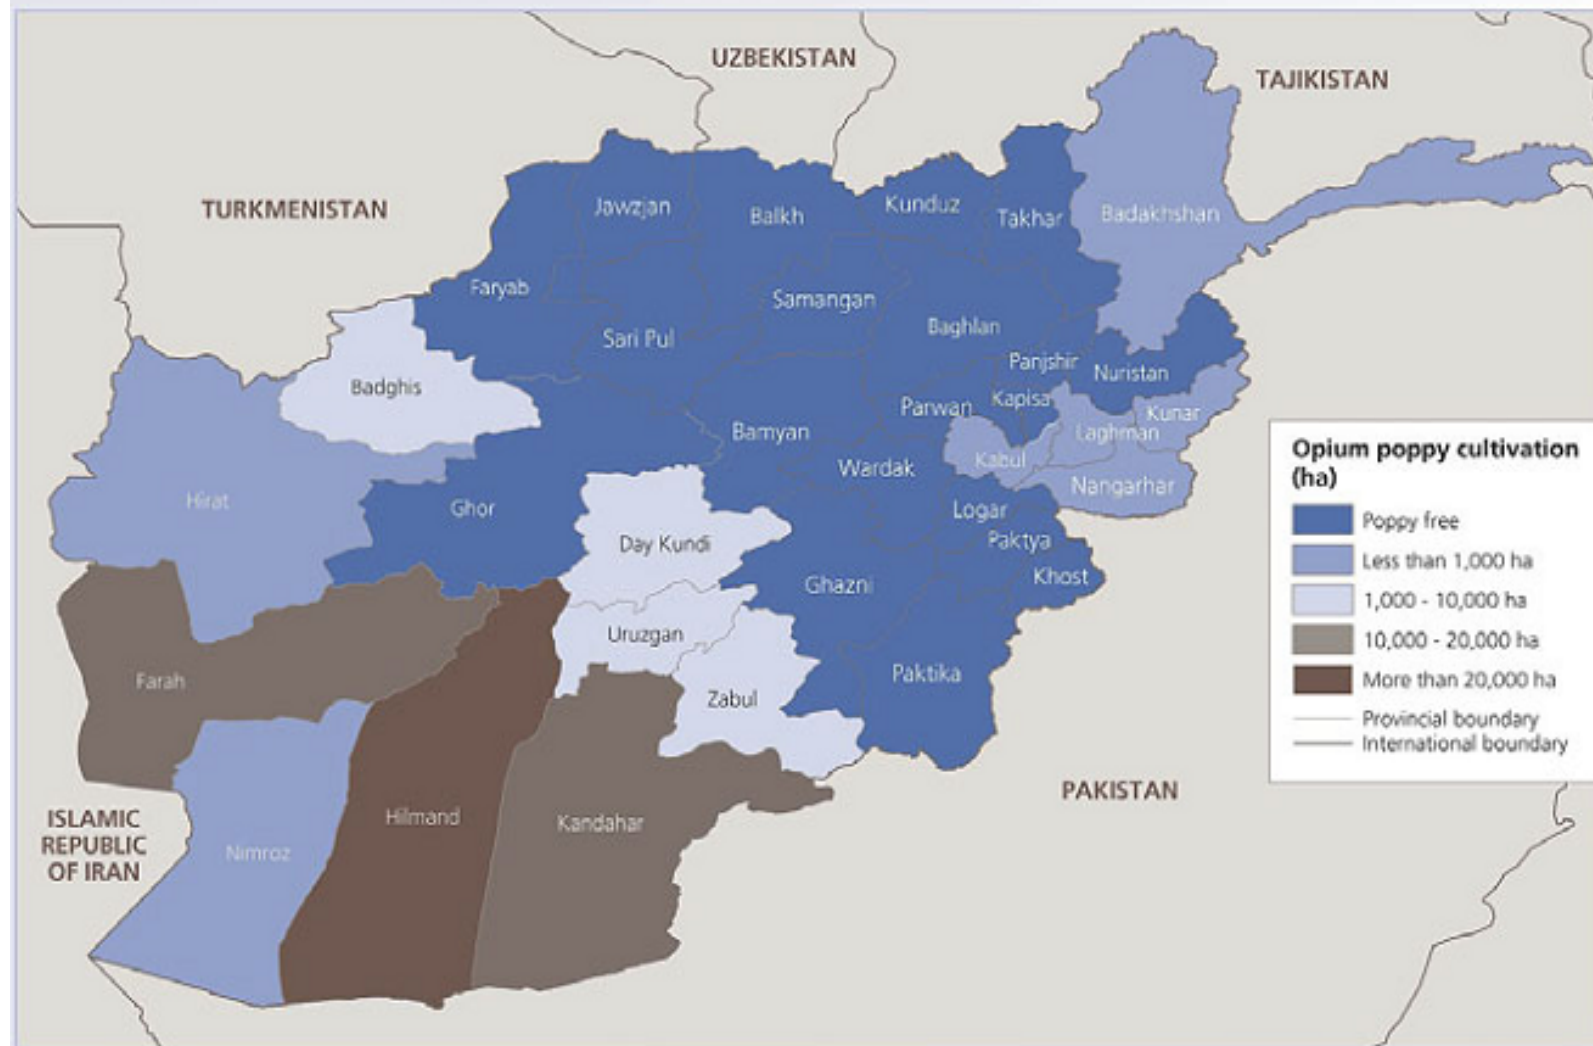 UZBEKISTAN
TAJIKISTAN
TURKMENISTAN
Jawzjan
Balkh
Kunduz
Takhar
Badakhshan
Faryab
Samangan
Sari Pul
Baghlan
Panjshir
Nuristan
Badghis
Parwan
Kapisa
Kunar
Bamyan
Laghman
Wardak
Kabul
Nangarhar
Hirat
Ghor
Logar
Day Kundi
Paktya
Ghazni
Khost
Uruzgan
Farah
Zabul
Paktika
ISLAMIC
REPUBLIC
OF IRAN
Nimroz
Hilmand
Kandahar
PAKISTAN
Opium poppy cultivation
(ha)
Poppy free
Less than 1,000 ha
1,000 - 10,000 ha
10,000 - 20,000 ha
More than 20,000 ha
Provincial boundary
International boundary